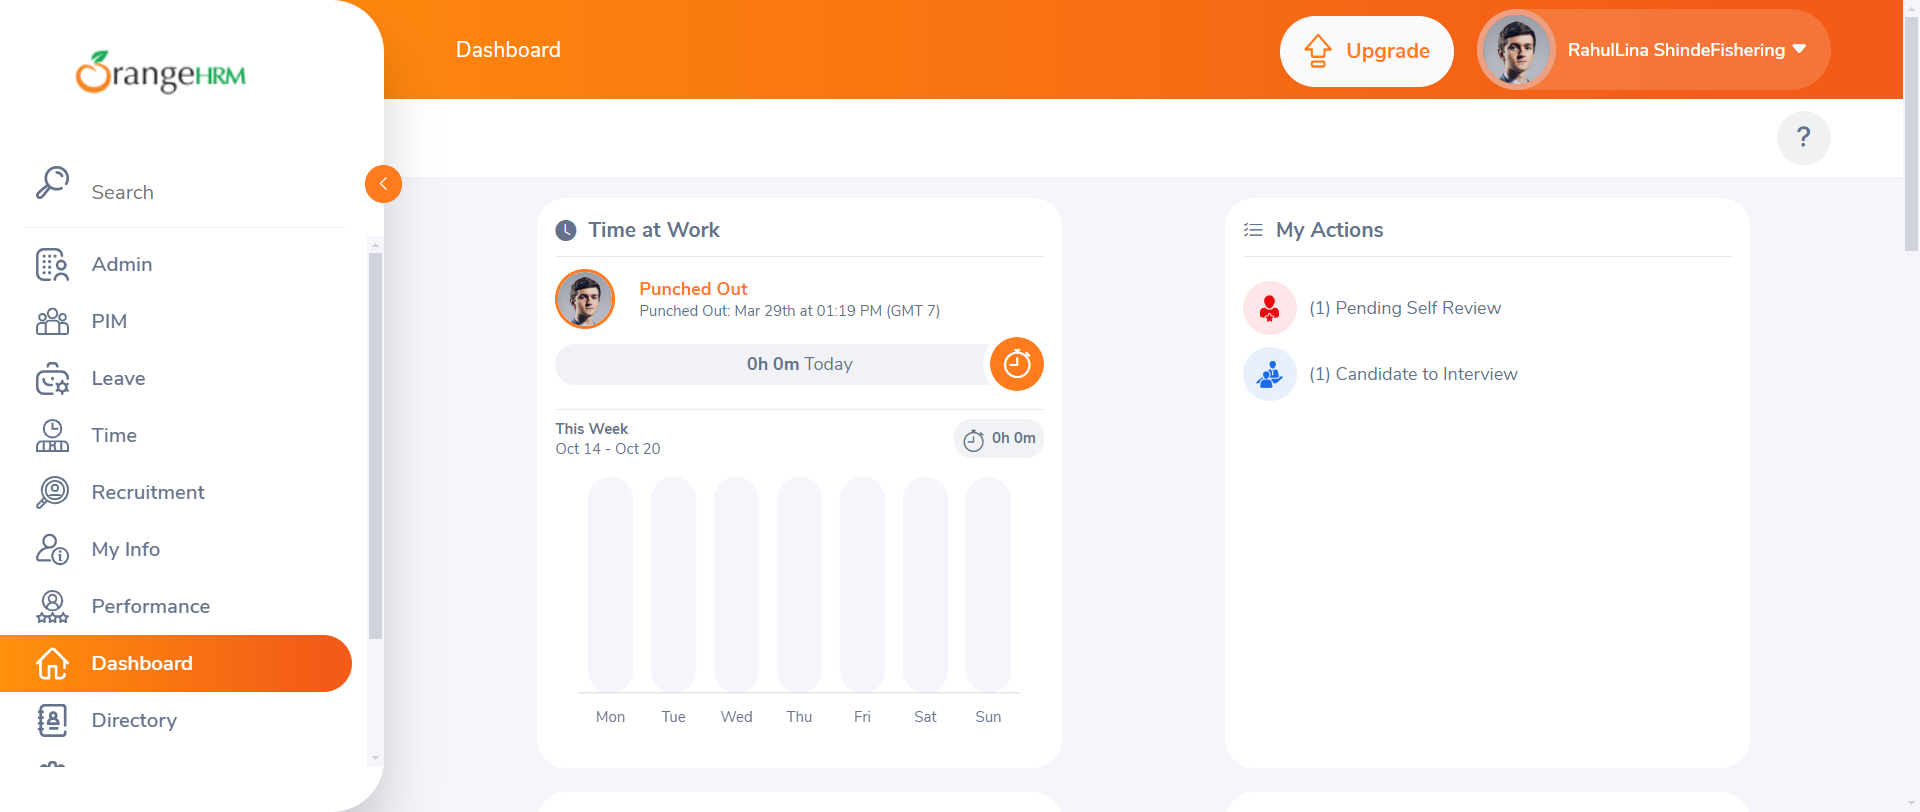 OrangeHRM
Search
Admin
PIM
Leave
Time
Recruitment
My Info
Performance
Dashboard
Directory
Dashboard
Upgrade
RahulLina ShindeFishering
?
Time at Work
Punched Out
Punched Out: Mar 29th at 01:19 PM (GMT 7)
0h 0m Today
This Week
Oct 14 - Oct 20
0h 0m
Mon Tue Wed Thu Fri Sat Sun
My Actions
(1) Pending Self Review
(1) Candidate to Interview